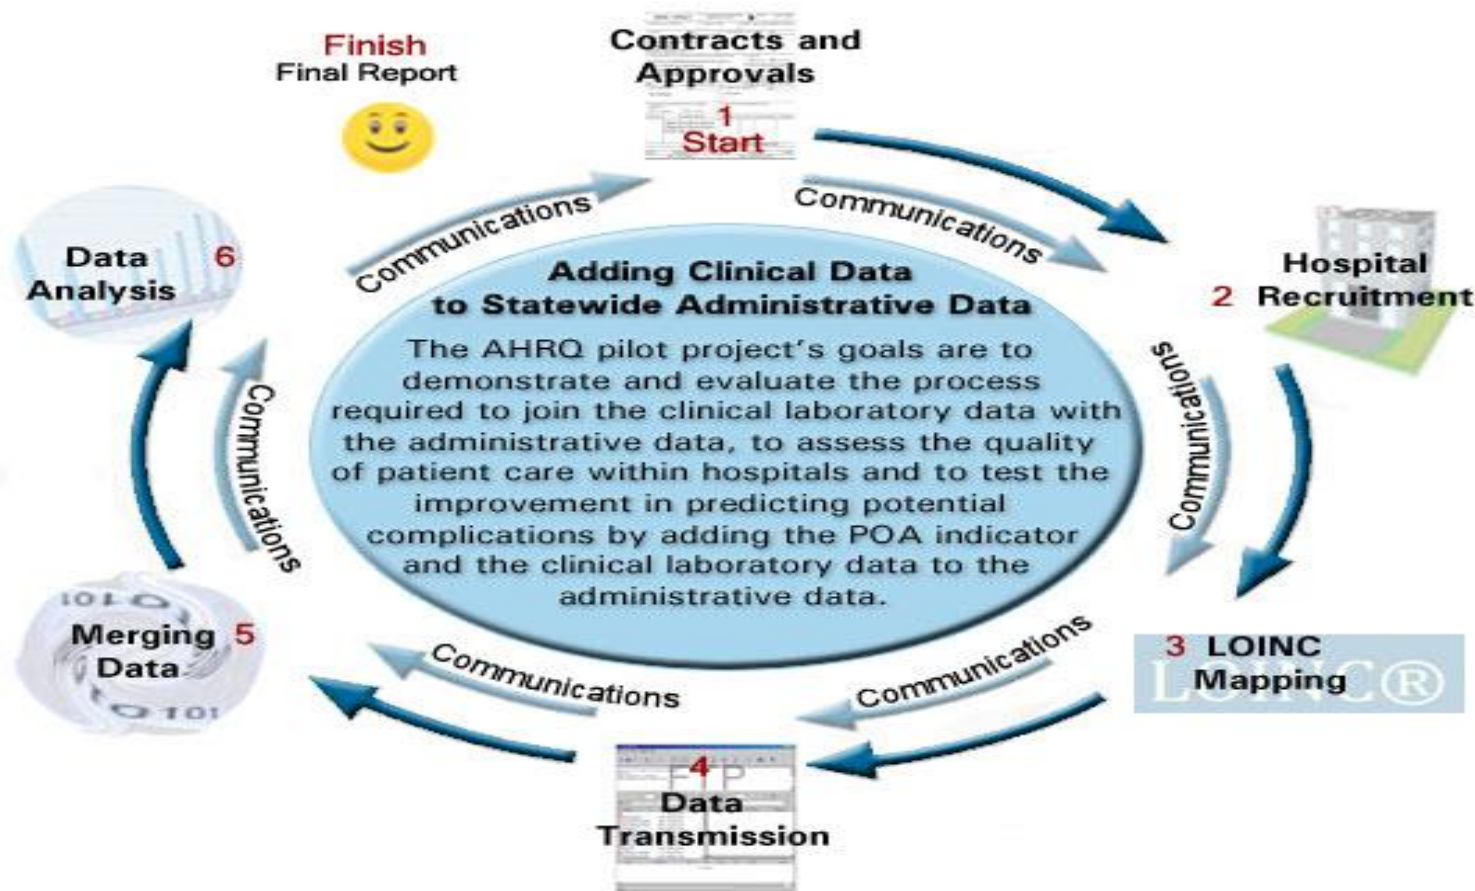 Finish
Final Report
Contracts and
Approvals
1
Start
Communications
Communications
Hospital
2 Recruitment
Communications
3 LOINC
Mapping
LOINC®
Communications
4
FTP
Data
Transmission
Communications
Merging 5
Data
1010
0101
Communications
Data 6
Analysis
Adding Clinical Data
to Statewide Administrative Data
The AHRQ pilot project's goals are to
demonstrate and evaluate the process
required to join the clinical laboratory data with
the administrative data, to assess the quality
of patient care within hospitals and to test the
improvement in predicting potential
complications by adding the POA indicator
and the clinical laboratory data to the
administrative data.